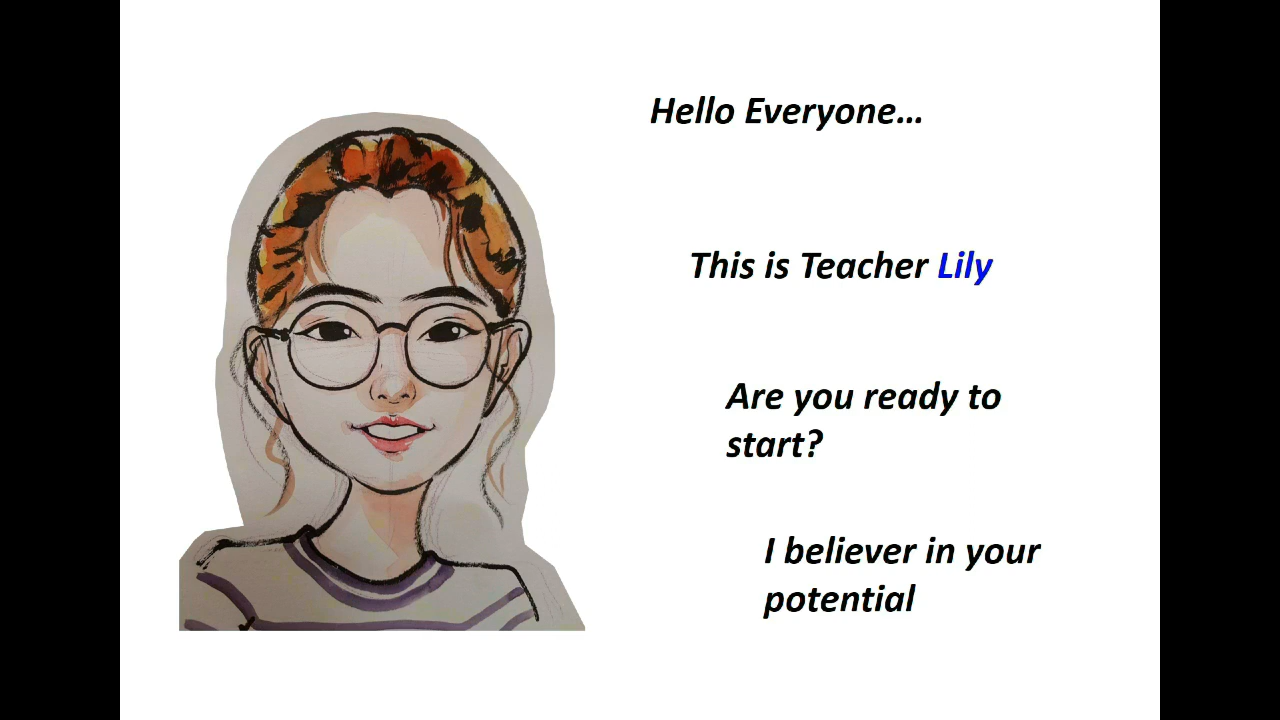 Hello Everyone...
This is Teacher Lily
Are you ready to
start?
I believer in your
potential